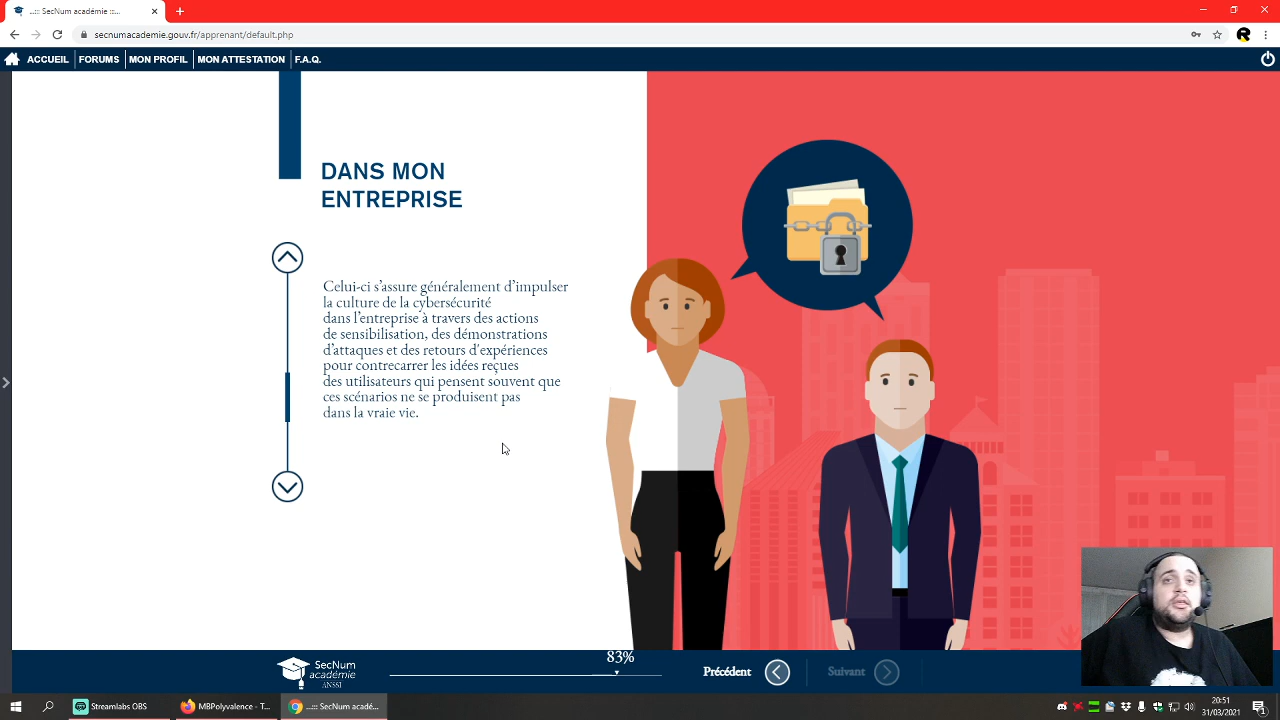 ..:: SecNum académie ::...
secnumacademie.gouv.fr/apprenant/default.php
ACCUEIL
FORUMS
MON PROFIL
MON ATTESTATION
F.A.Q.
DANS MON
ENTREPRISE
Celui-ci s’assure généralement d’impulser
la culture de la cybersécurité
dans l’entreprise à travers des actions
de sensibilisation, des démonstrations
d’attaques et des retours d'expériences
pour contrecarrer les idées reçues
des utilisateurs qui pensent souvent que
ces scénarios ne se produisent pas
dans la vraie vie.
SecNum
académie
ANSSI
83%
Précédent
Suivant
Streamlabs OBS
MBPolyvalence - T...
..:: SecNum acadé...
20:51
31/03/2021